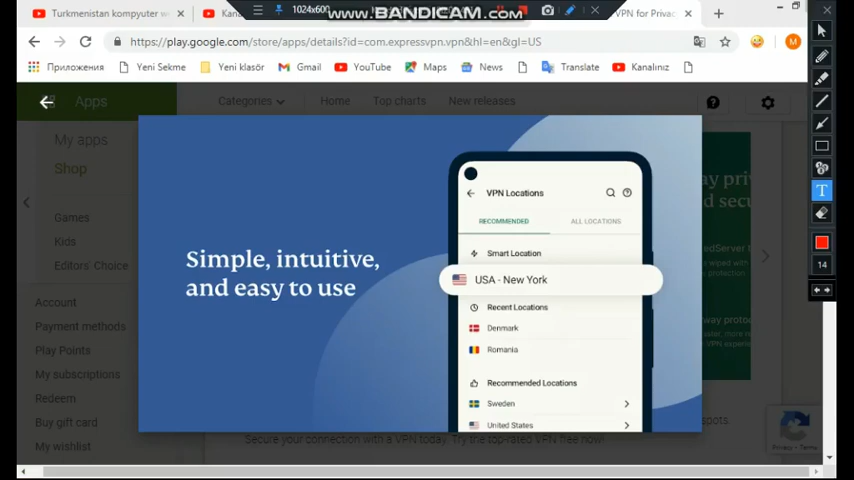 1024x600
www.BANDICAM.com
Turkmenistan kompyuter w
Kana
VPN for Privac
https://play.google.com/store/apps/details?id=com.expressvpn.vpn&hl=en&gl=US
M
Приложения
Yeni Sekme
Yeni klasör
Gmail
YouTube
Maps
News
Translate
Kanalınız
Apps
Categories
Home
Top charts
New releases
My apps
Shop
Games
Kids
Editors' Choice
Account
Payment methods
Play Points
My subscriptions
Redeem
Buy gift card
My wishlist
Simple, intuitive,
and easy to use
VPN Locations
RECOMMENDED
ALL LOCATIONS
Smart Location
USA - New York
Recent Locations
Denmark
Romania
Recommended Locations
Sweden
United States
Secure your connection with a VPN today. Try the top-rated VPN free now!
spots.
Privacy - Terms
T
14